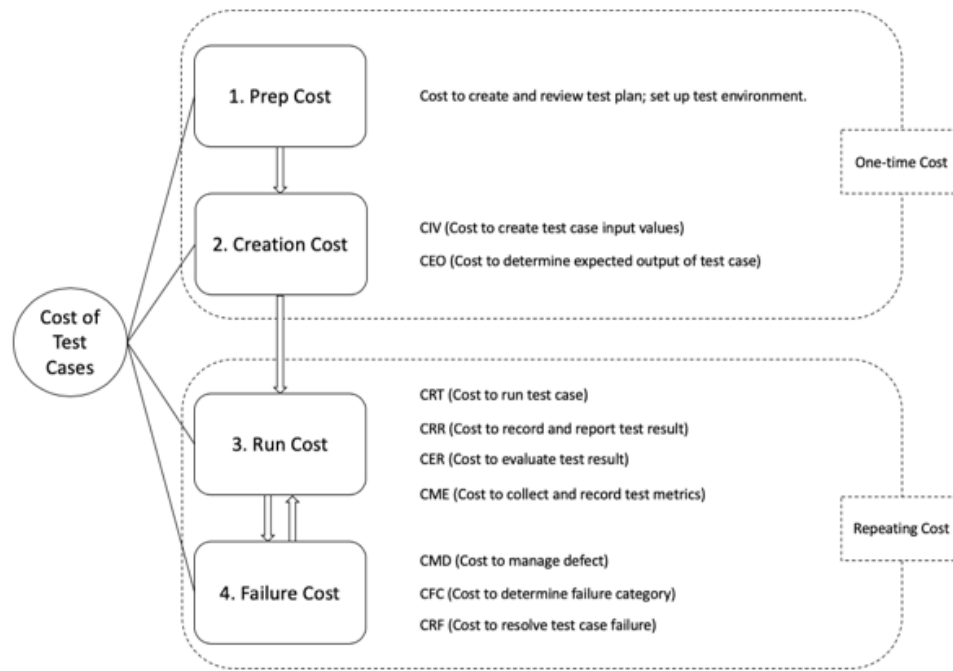 1. Prep Cost
Cost to create and review test plan; set up test environment.
One-time Cost
2. Creation Cost
CIV (Cost to create test case input values)
CEO (Cost to determine expected output of test case)
Cost of
Test
Cases
3. Run Cost
CRT (Cost to run test case)
CRR (Cost to record and report test result)
CER (Cost to evaluate test result)
CME (Cost to collect and record test metrics)
Repeating Cost
4. Failure Cost
CMD (Cost to manage defect)
CFC (Cost to determine failure category)
CRF (Cost to resolve test case failure)